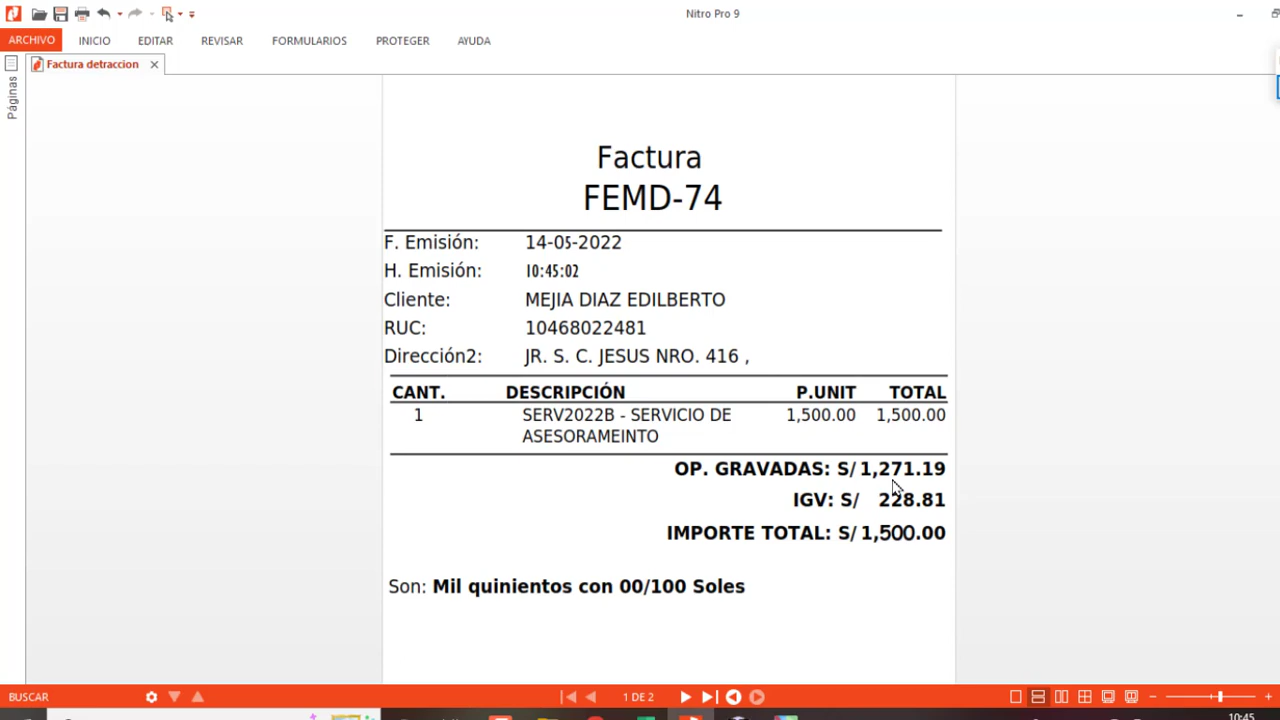 Nitro Pro 9
ARCHIVO INICIO EDITAR REVISAR FORMULARIOS PROTEGER AYUDA
Factura detraccion
Páginas
Factura
FEMD-74
F. Emisión: 14-05-2022
H. Emisión: 10:45:02
Cliente: MEJIA DIAZ EDILBERTO
RUC: 10468022481
Dirección2: JR. S. C. JESUS NRO. 416 ,
CANT. DESCRIPCIÓN P.UNIT TOTAL
1 SERV2022B - SERVICIO DE 1,500.00 1,500.00
ASESORAMEINTO
OP. GRAVADAS: S/ 1,271.19
IGV: S/ 228.81
IMPORTE TOTAL: S/ 1,500.00
Son: Mil quinientos con 00/100 Soles
BUSCAR 1 DE 2
10:45